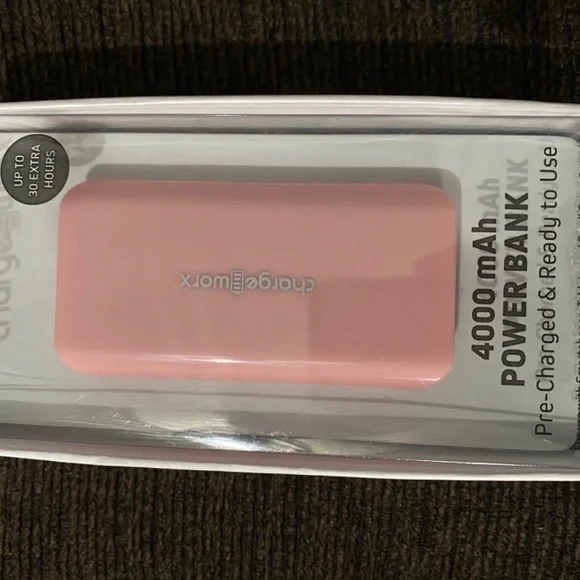 UP TO
30 EXTRA
HOURS
chargeworx
4000 mAh
POWER BANK
Pre-Charged & Ready to Use